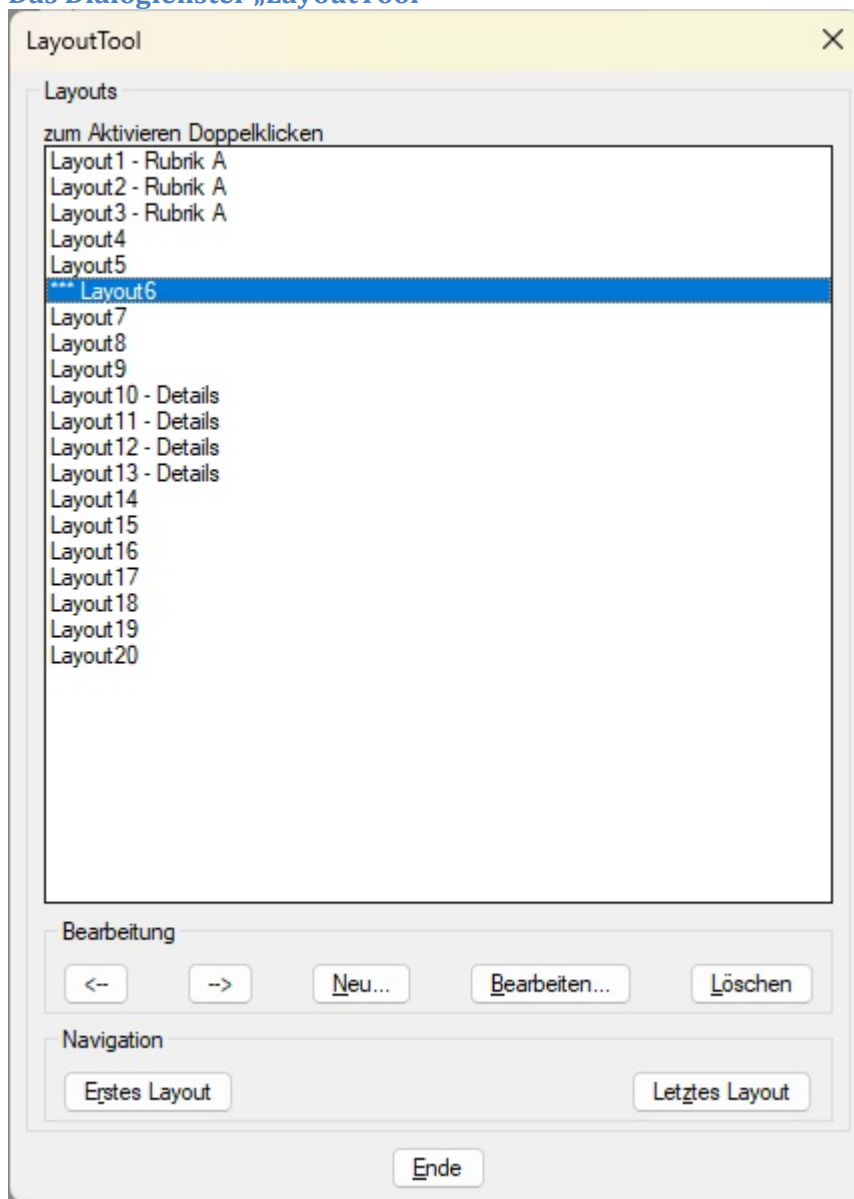 Das Dialogfenster „LayoutTool“
LayoutTool
Layouts
zum Aktivieren Doppelklicken
Layout1 - Rubrik A
Layout2 - Rubrik A
Layout3 - Rubrik A
Layout4
Layout5
*** Layout6
Layout7
Layout8
Layout9
Layout10 - Details
Layout11 - Details
Layout12 - Details
Layout13 - Details
Layout14
Layout15
Layout16
Layout17
Layout18
Layout19
Layout20
Bearbeitung
<-- --> Neu... Bearbeiten... Löschen
Navigation
Erstes Layout Letztes Layout
Ende